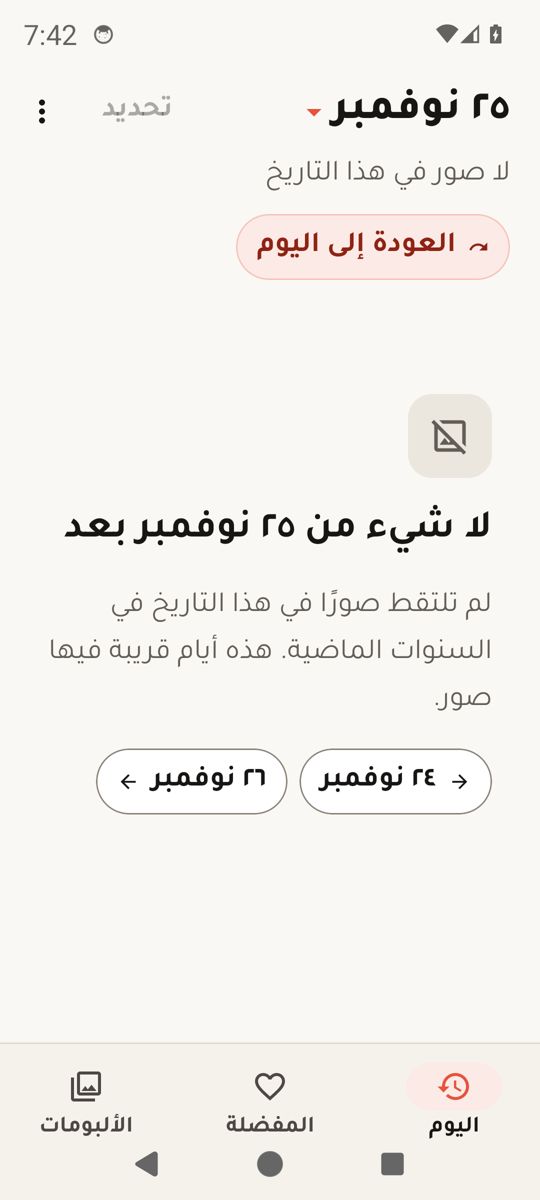 7:42
٢٥ نوفمبر
تحديد
لا صور في هذا التاريخ
العودة إلى اليوم
لا شيء من ٢٥ نوفمبر بعد
لم تلتقط صورًا في هذا التاريخ في
السنوات الماضية. هذه أيام قريبة فيها
صور.
٢٤ نوفمبر
٢٦ نوفمبر
اليوم
المفضلة
الألبومات